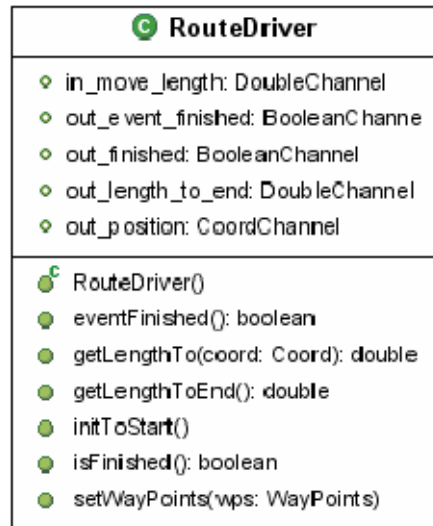 C RouteDriver
in_move_length: DoubleChannel
out_event_finished: BooleanChanne
out_finished: BooleanChannel
out_length_to_end: DoubleChannel
out_position: CoordChannel
C RouteDriver()
eventFinished(): boolean
getLengthTo(coord: Coord): double
getLengthToEnd(): double
initToStart()
isFinished(): boolean
setWayPoints(wps: WayPoints)